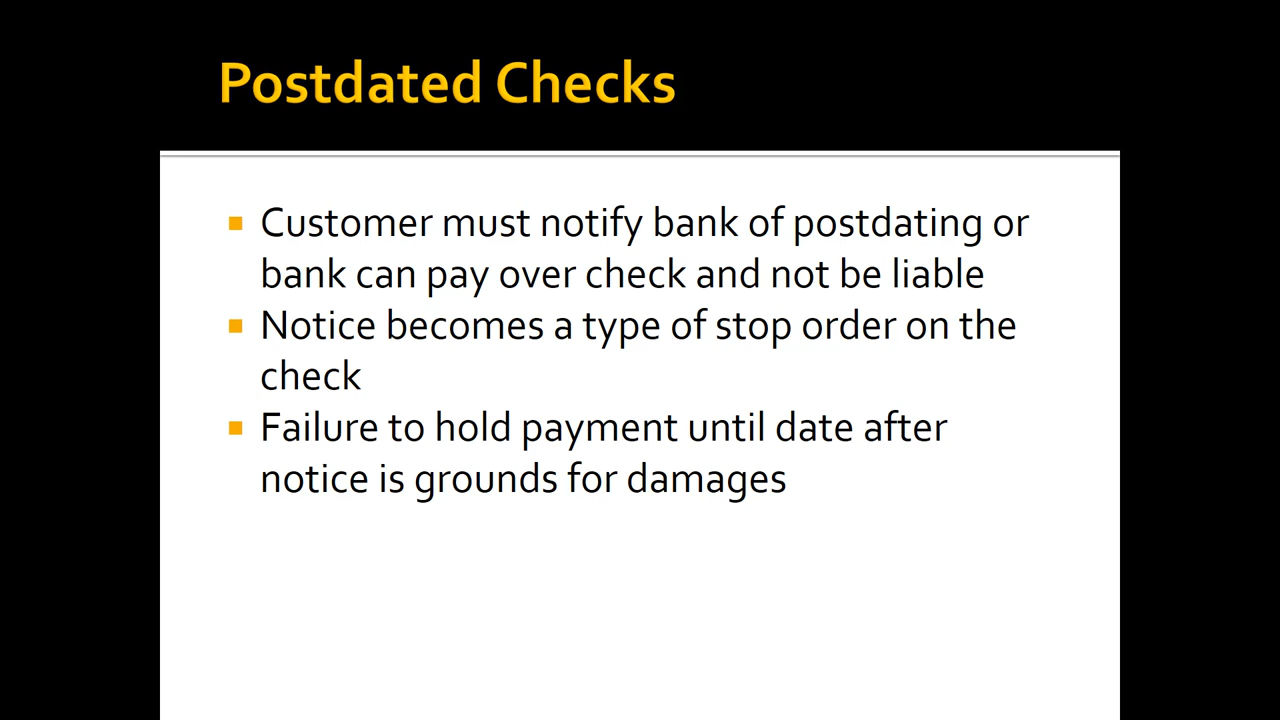 Postdated Checks
Customer must notify bank of postdating or
bank can pay over check and not be liable
Notice becomes a type of stop order on the
check
Failure to hold payment until date after
notice is grounds for damages